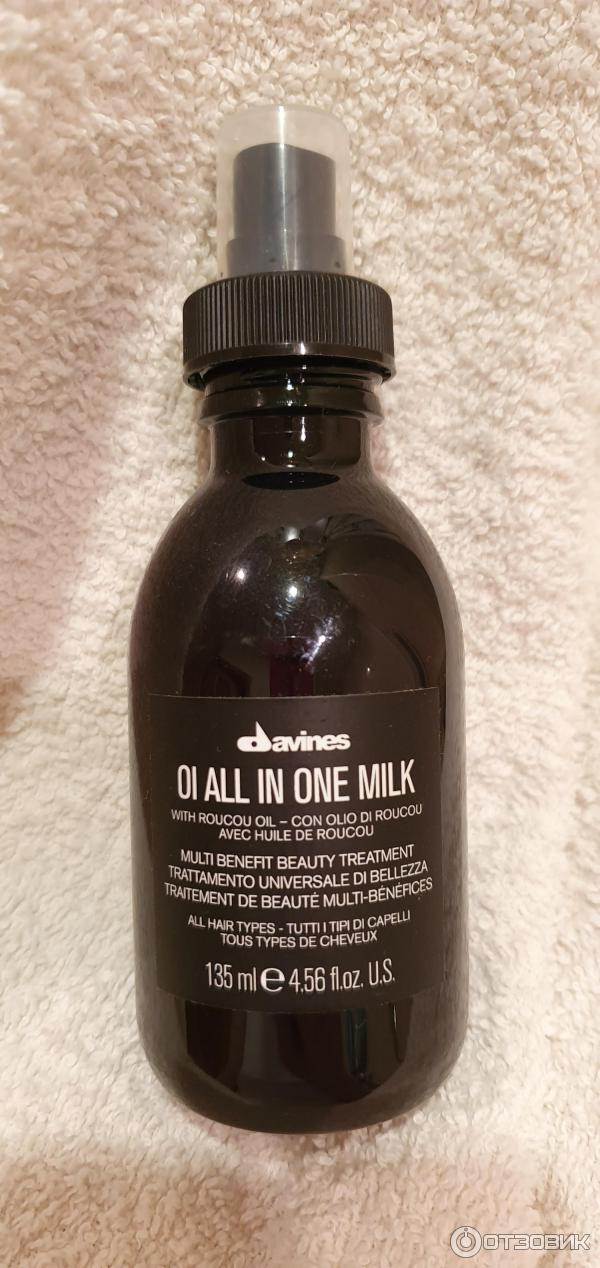 davines
OI ALL IN ONE MILK
WITH ROUCOU OIL – CON OLIO DI ROUCOU
AVEC HUILE DE ROUCOU
MULTI BENEFIT BEAUTY TREATMENT
TRATTAMENTO UNIVERSALE DI BELLEZZA
TRAITEMENT DE BEAUTÉ MULTI-BÉNÉFICES
ALL HAIR TYPES - TUTTI I TIPI DI CAPELLI
TOUS TYPES DE CHEVEUX
135 ml ℮ 4.56 fl.oz. U.S.
ОТЗОВИК